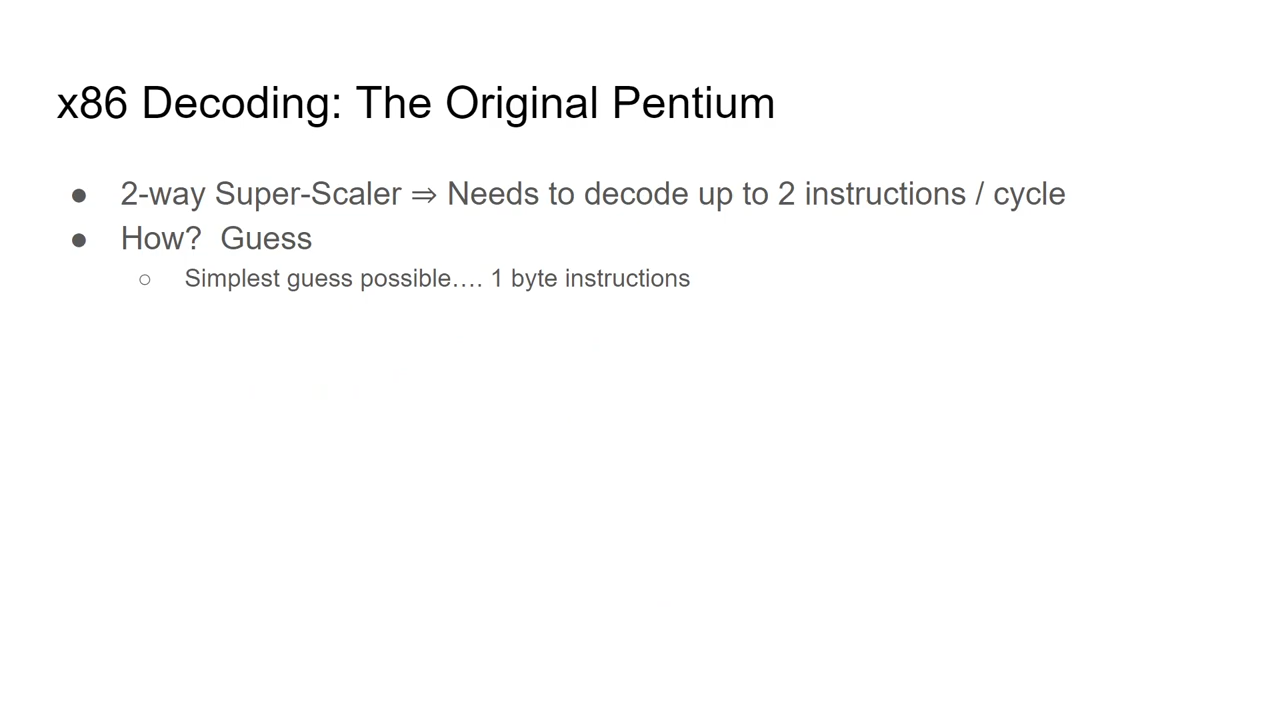 x86 Decoding: The Original Pentium
● 2-way Super-Scaler ⇒ Needs to decode up to 2 instructions / cycle
● How?  Guess
○ Simplest guess possible…. 1 byte instructions